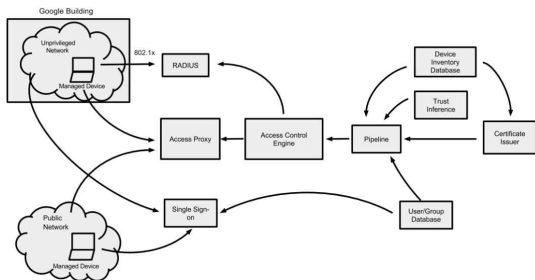 Google Building
Unprivileged
Network
Managed Device
802.1x
RADIUS
Device
Inventory
Database
Trust
Inference
Access Proxy
Access Control
Engine
Pipeline
Certificate
Issuer
Public
Network
Managed Device
Single Sign-
on
User/Group
Database